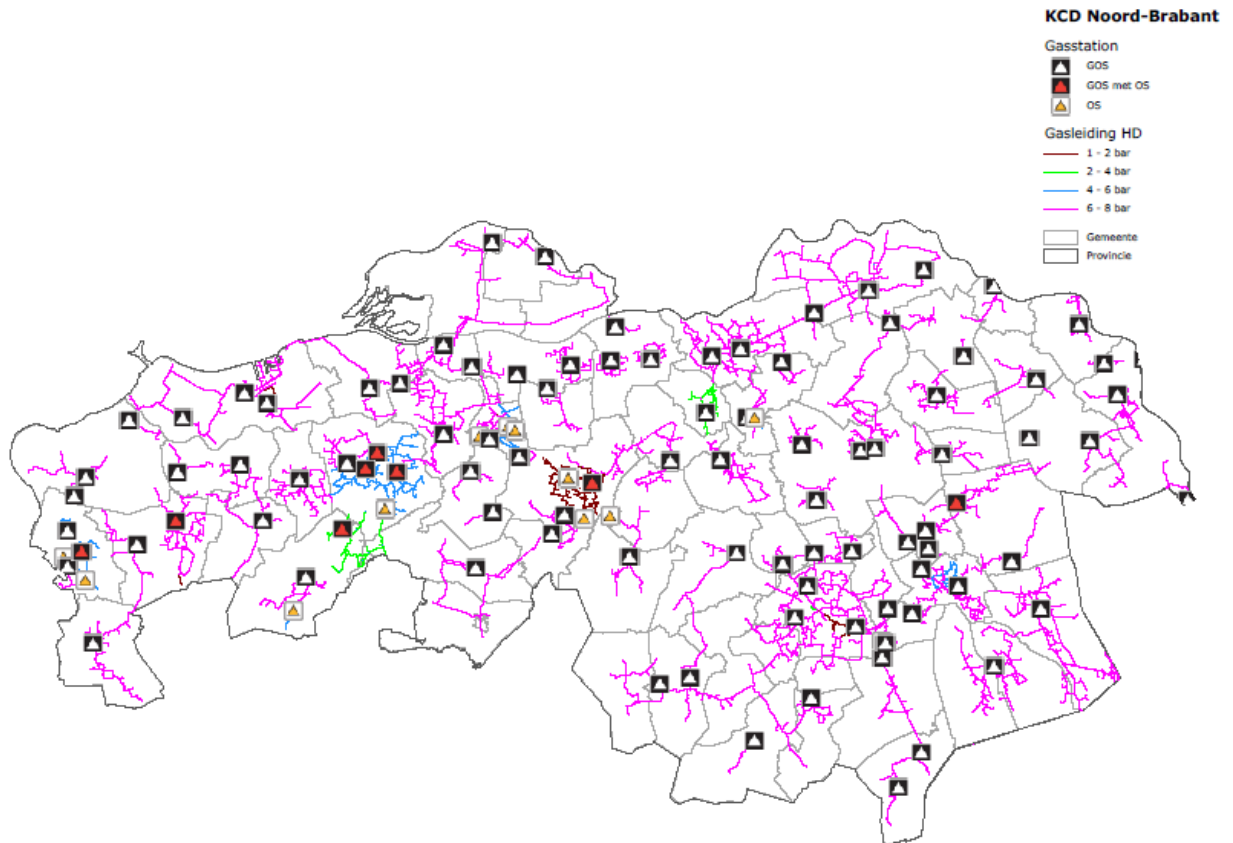 KCD Noord-Brabant
Gasstation
GOS
GOS met OS
OS
Gasleiding HD
1 - 2 bar
2 - 4 bar
4 - 6 bar
6 - 8 bar
Gemeente
Provincie